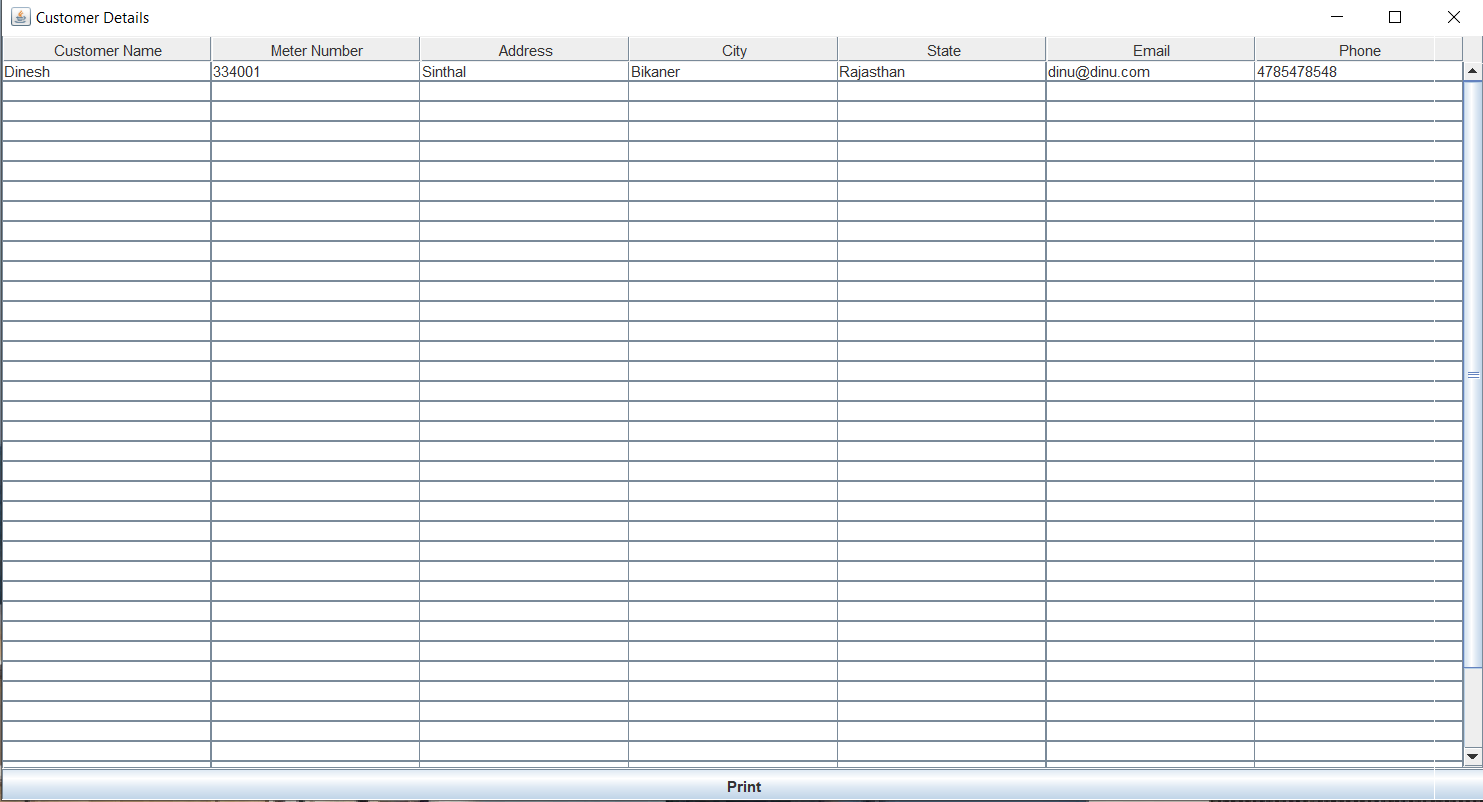 Customer Details
Customer Name Meter Number Address City State Email Phone
Dinesh 334001 Sinthal Bikaner Rajasthan dinu@dinu.com 4785478548
Print